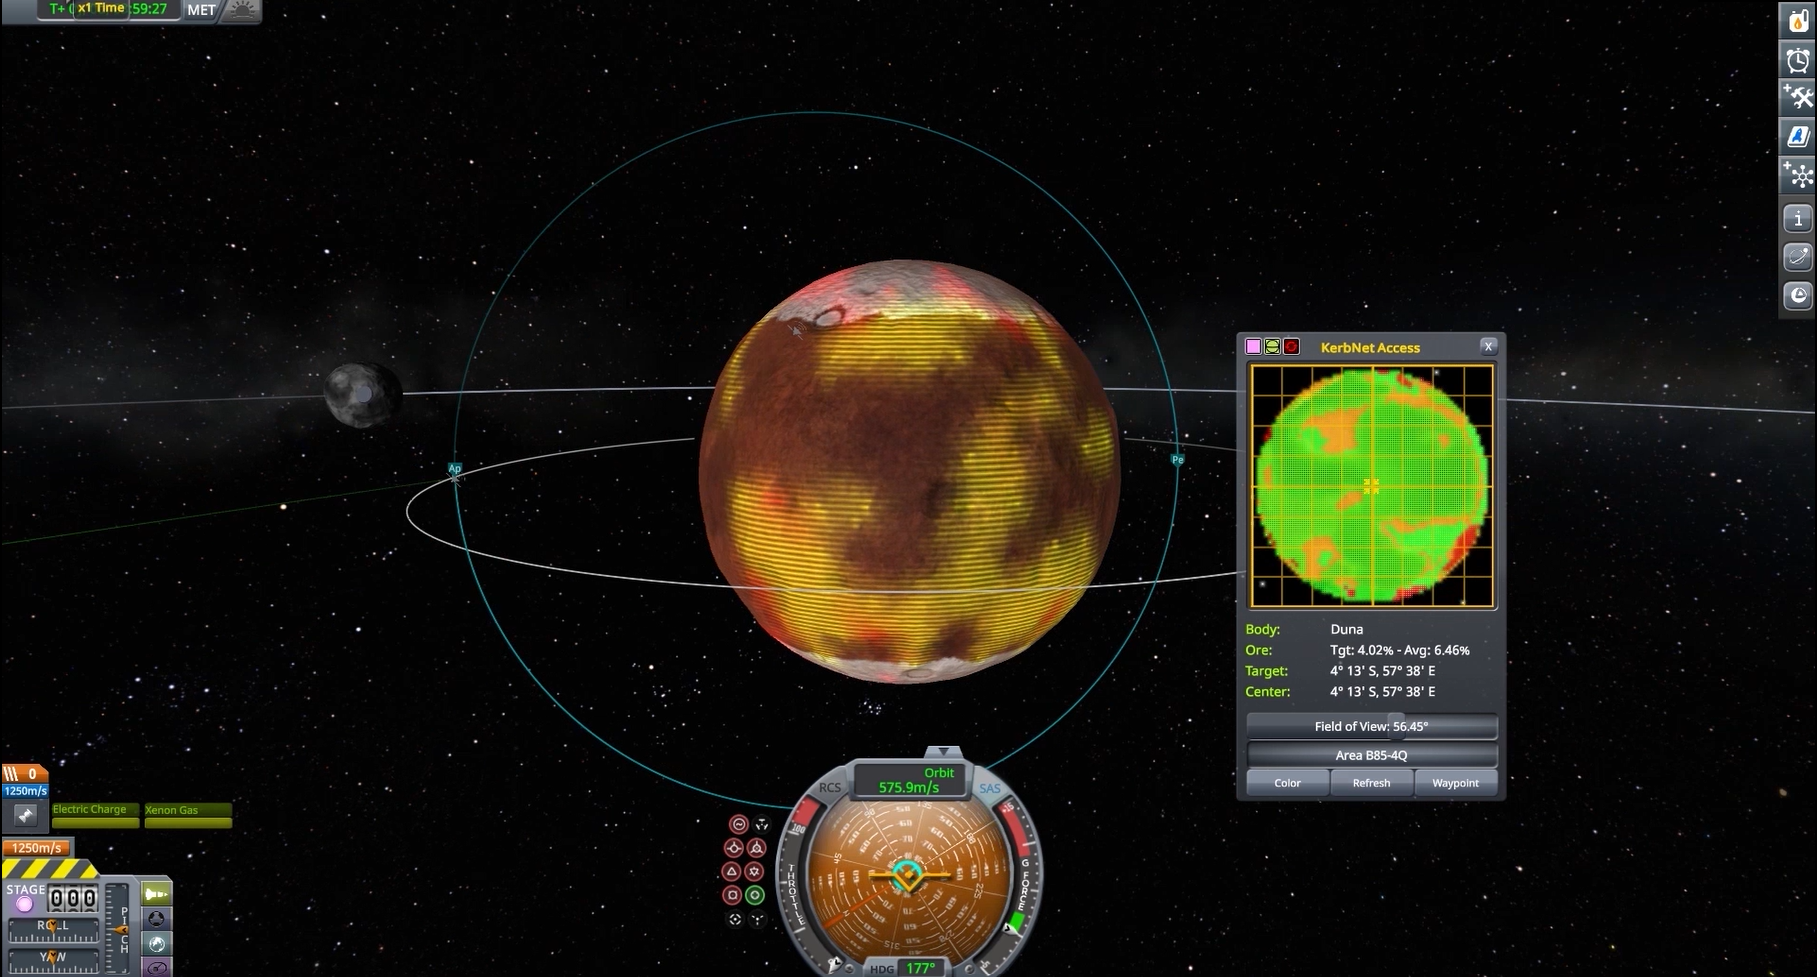 T+ :59:27
x1 Time
MET
Ap
Pe
KerbNet Access
X
Body: Duna
Ore: Tgt: 4.02% - Avg: 6.46%
Target: 4° 13' S, 57° 38' E
Center: 4° 13' S, 57° 38' E
Field of View: 56.45°
Area B85-4Q
Color Refresh Waypoint
0
1250m/s
Electric Charge Xenon Gas
1250m/s
STAGE 000
ROLL
YAW
PITCH
Orbit
575.9m/s
RCS SAS
100
THROTTLE
G FORCE
HDG 177°